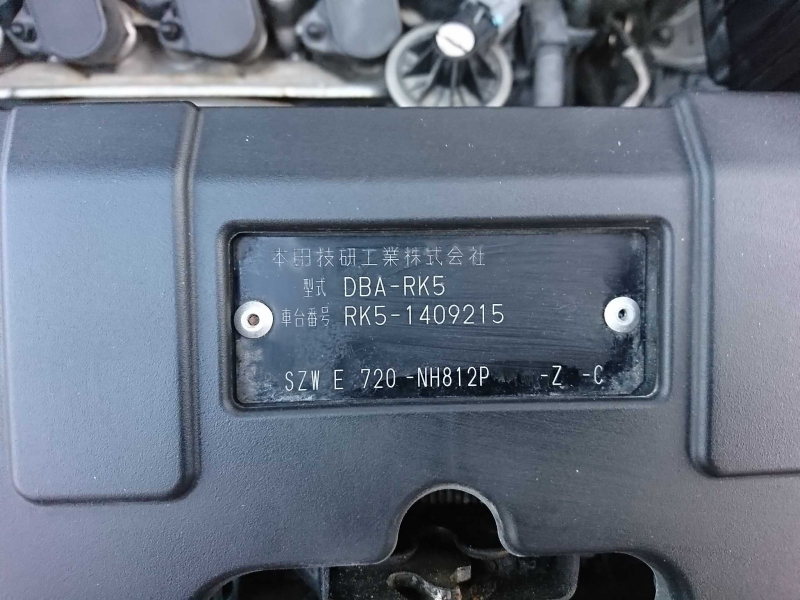 本田技研工業株式会社
型式 DBA-RK5
車台番号 RK5-1409215
SZW E 720 -NH812P -Z -C